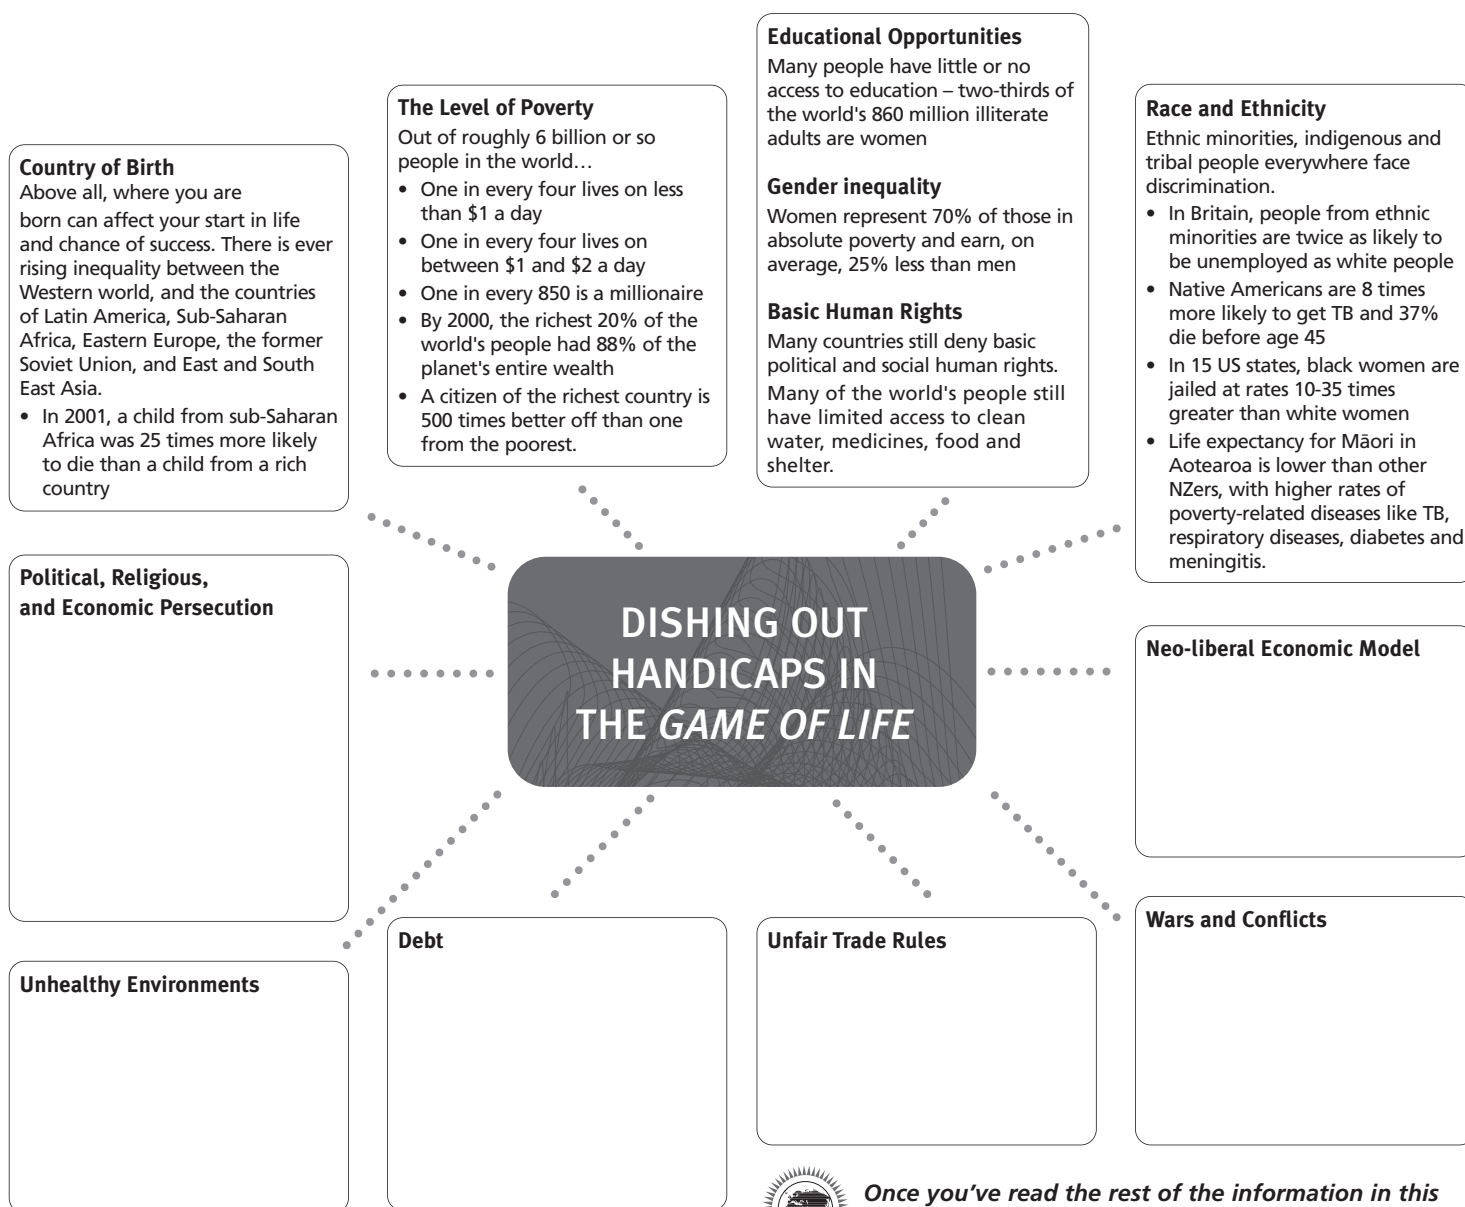 Country of Birth
Above all, where you are
born can affect your start in life
and chance of success. There is ever
rising inequality between the
Western world, and the countries
of Latin America, Sub-Saharan
Africa, Eastern Europe, the former
Soviet Union, and East and South
East Asia.
• In 2001, a child from sub-Saharan
Africa was 25 times more likely
to die than a child from a rich
country
The Level of Poverty
Out of roughly 6 billion or so
people in the world…
• One in every four lives on less
than $1 a day
• One in every four lives on
between $1 and $2 a day
• One in every 850 is a millionaire
• By 2000, the richest 20% of the
world's people had 88% of the
planet's entire wealth
• A citizen of the richest country is
500 times better off than one
from the poorest.
Educational Opportunities
Many people have little or no
access to education – two-thirds of
the world's 860 million illiterate
adults are women
Gender inequality
Women represent 70% of those in
absolute poverty and earn, on
average, 25% less than men
Basic Human Rights
Many countries still deny basic
political and social human rights.
Many of the world's people still
have limited access to clean
water, medicines, food and
shelter.
Race and Ethnicity
Ethnic minorities, indigenous and
tribal people everywhere face
discrimination.
• In Britain, people from ethnic
minorities are twice as likely to
be unemployed as white people
• Native Americans are 8 times
more likely to get TB and 37%
die before age 45
• In 15 US states, black women are
jailed at rates 10-35 times
greater than white women
• Life expectancy for Māori in
Aotearoa is lower than other
NZers, with higher rates of
poverty-related diseases like TB,
respiratory diseases, diabetes and
meningitis.
Political, Religious,
and Economic Persecution
DISHING OUT
HANDICAPS IN
THE GAME OF LIFE
Neo-liberal Economic Model
Unhealthy Environments
Debt
Unfair Trade Rules
Wars and Conflicts
Once you've read the rest of the information in this